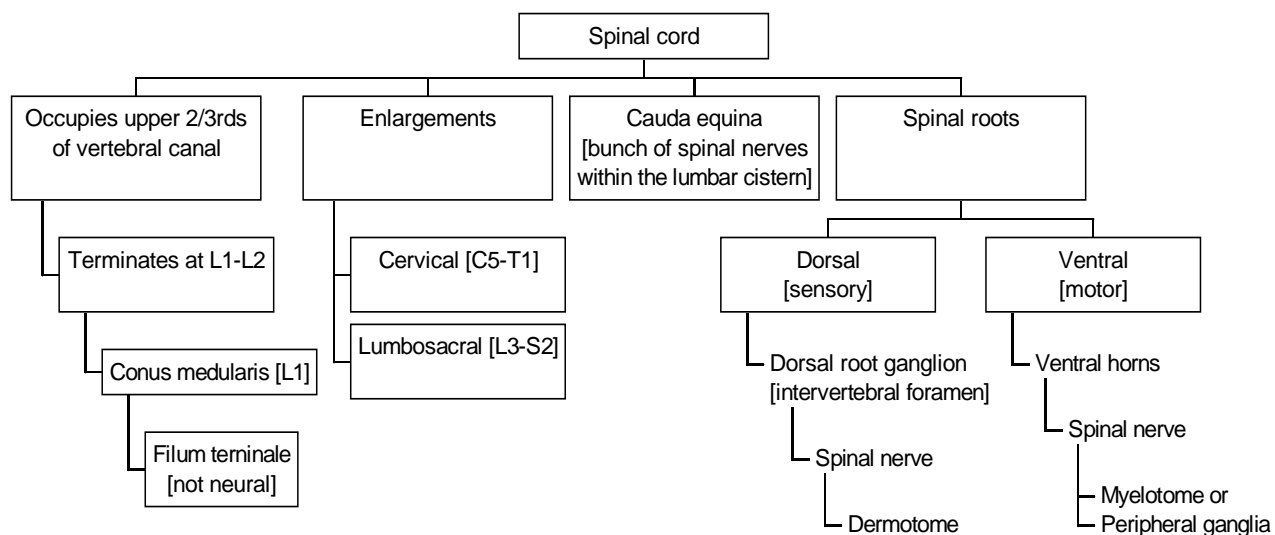 Spinal cord
Occupies upper 2/3rds
of vertebral canal
Enlargements
Cauda equina
[bunch of spinal nerves
within the lumbar cistern]
Spinal roots
Terminates at L1-L2
Conus medularis [L1]
Filum terninale
[not neural]
Cervical [C5-T1]
Lumbosacral [L3-S2]
Dorsal
[sensory]
Dorsal root ganglion
[intervertebral foramen]
Spinal nerve
Dermotome
Ventral
[motor]
Ventral horns
Spinal nerve
Myelotome or
Peripheral ganglia